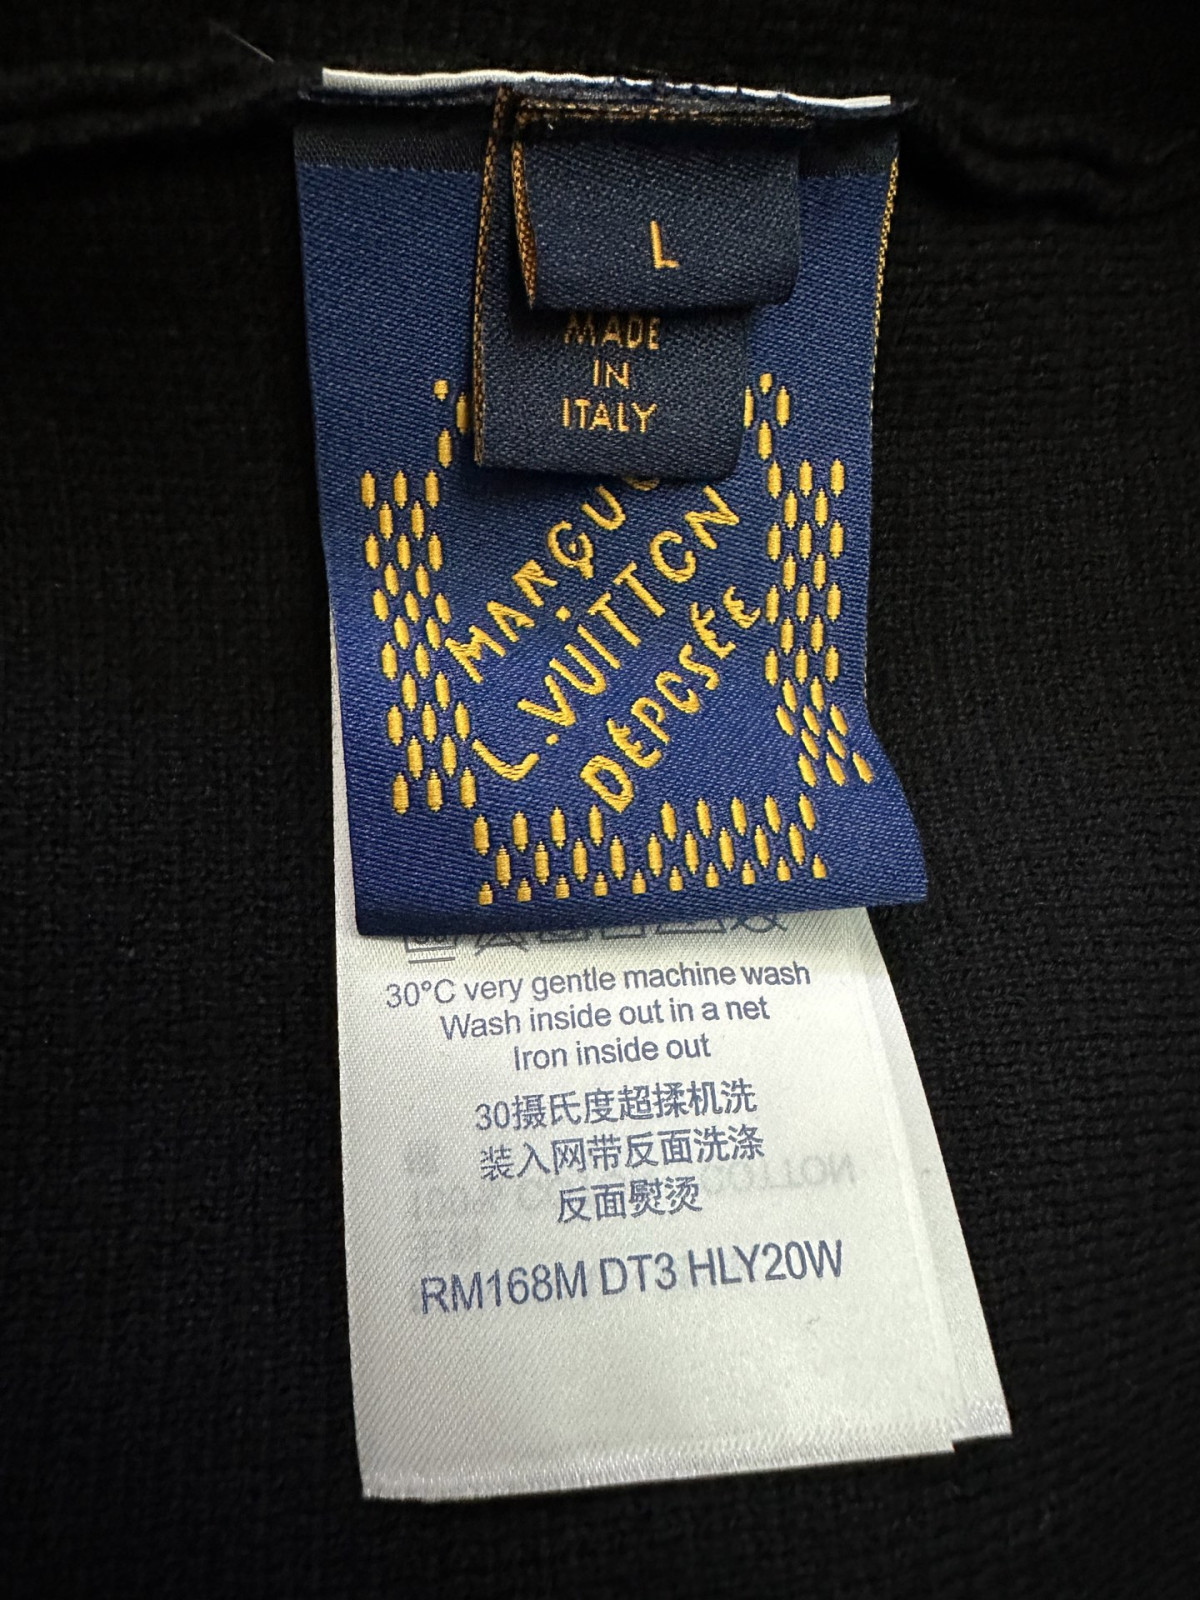 L
MADE
IN
ITALY
MARQUE
L.VUITTON
DÉPOSÉE
30°C very gentle machine wash
Wash inside out in a net
Iron inside out
30摄氏度超揉机洗
装入网带反面洗涤
反面熨烫
RM168M DT3 HLY20W
COTTON